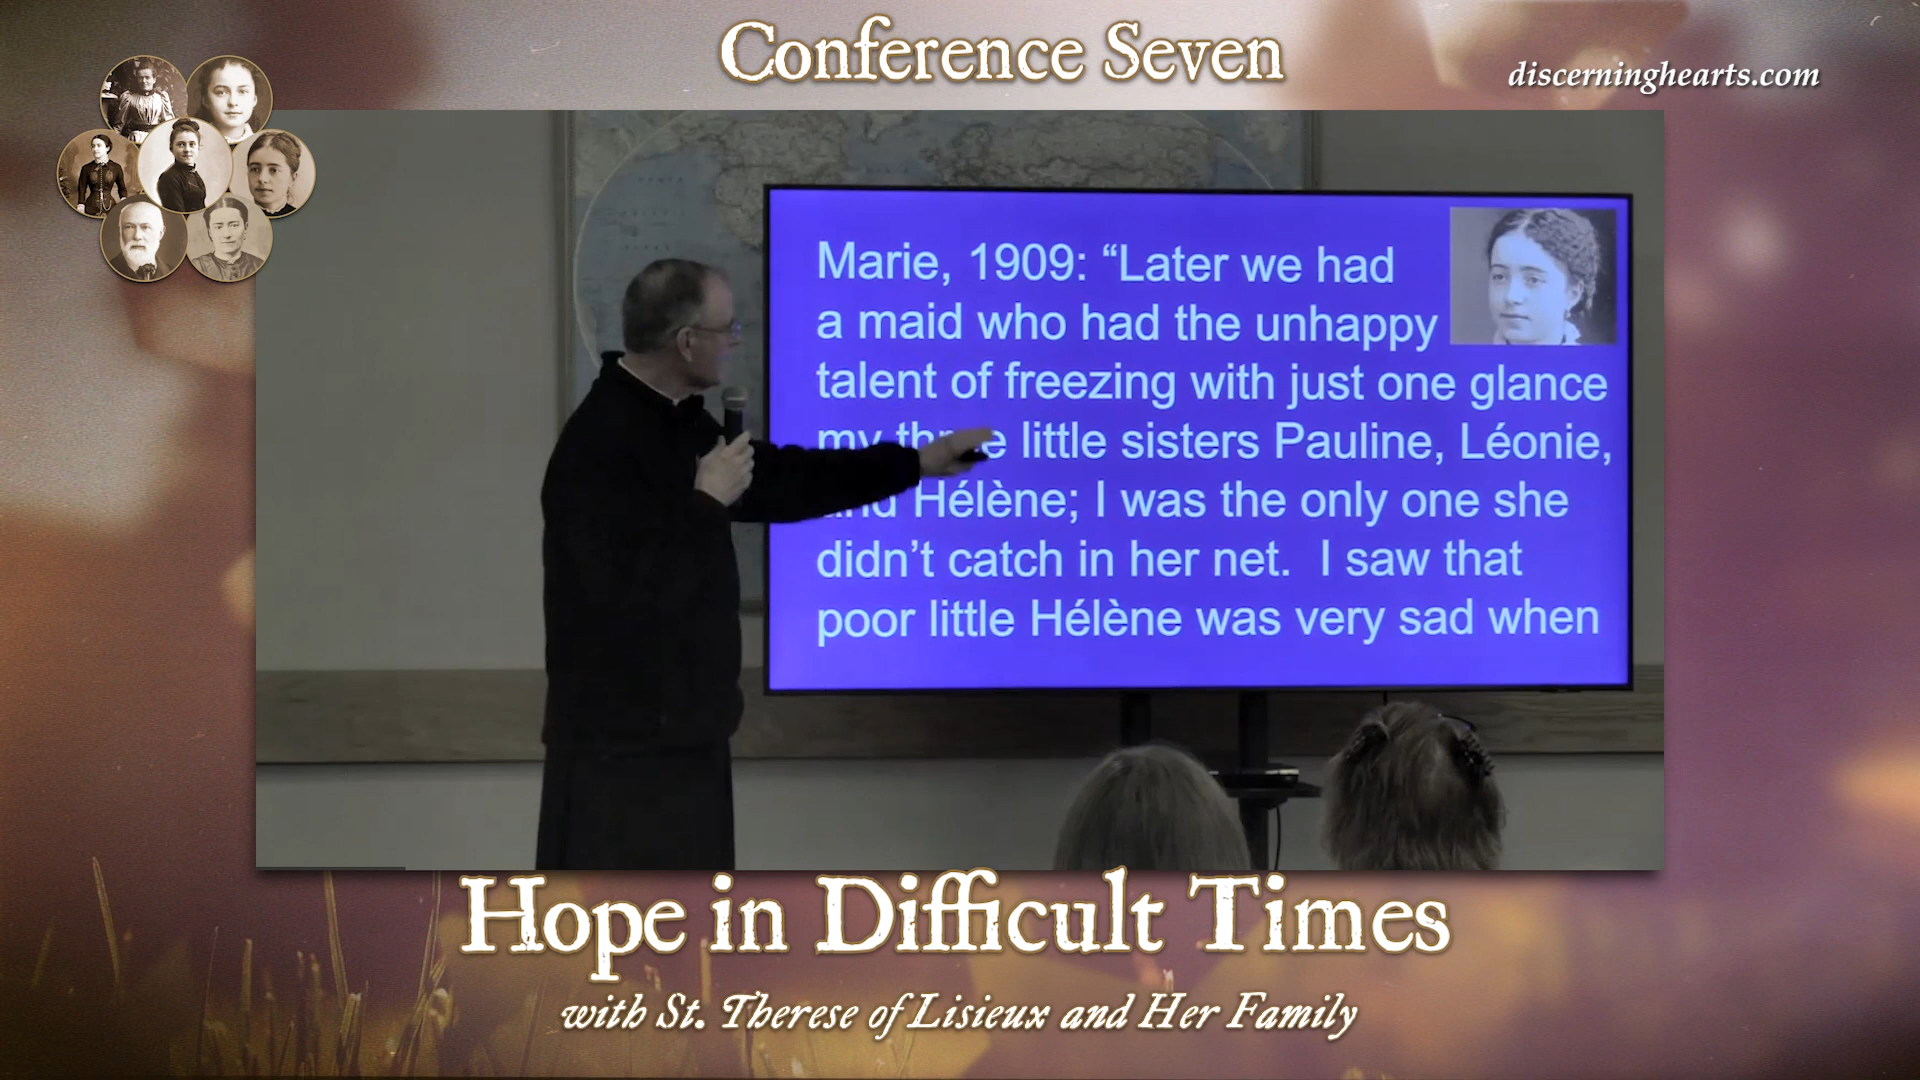 Conference Seven
discerninghearts.com
Marie, 1909: “Later we had
a maid who had the unhappy
talent of freezing with just one glance
my three little sisters Pauline, Léonie,
and Hélène; I was the only one she
didn’t catch in her net.  I saw that
poor little Hélène was very sad when
Hope in Difficult Times
with St. Therese of Lisieux and Her Family